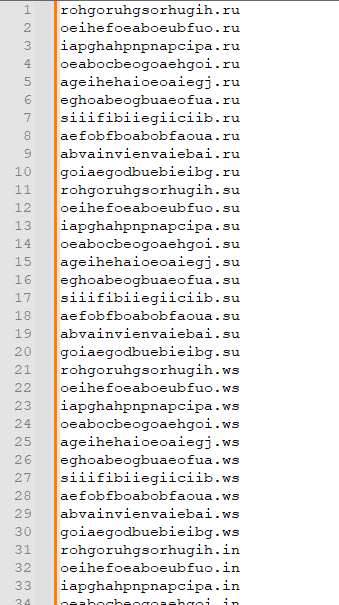 1 rohgoruhgsorhugih.ru
2 oeihefoeaboeubfuo.ru
3 iapghahpnpnapcipa.ru
4 oeabocbeogoaehgoi.ru
5 ageihehaioeoaiegj.ru
6 eghoabeogbuaeofua.ru
7 siiifibiiegiiciib.ru
8 aefobfboabobfaoua.ru
9 abvainvienvaiebai.ru
10 goiaegodbuebieibg.ru
11 rohgoruhgsorhugih.su
12 oeihefoeaboeubfuo.su
13 iapghahpnpnapcipa.su
14 oeabocbeogoaehgoi.su
15 ageihehaioeoaiegj.su
16 eghoabeogbuaeofua.su
17 siiifibiiegiiciib.su
18 aefobfboabobfaoua.su
19 abvainvienvaiebai.su
20 goiaegodbuebieibg.su
21 rohgoruhgsorhugih.ws
22 oeihefoeaboeubfuo.ws
23 iapghahpnpnapcipa.ws
24 oeabocbeogoaehgoi.ws
25 ageihehaioeoaiegj.ws
26 eghoabeogbuaeofua.ws
27 siiifibiiegiiciib.ws
28 aefobfboabobfaoua.ws
29 abvainvienvaiebai.ws
30 goiaegodbuebieibg.ws
31 rohgoruhgsorhugih.in
32 oeihefoeaboeubfuo.in
33 iapghahpnpnapcipa.in
34 oeabocbeogoaehgoi.in